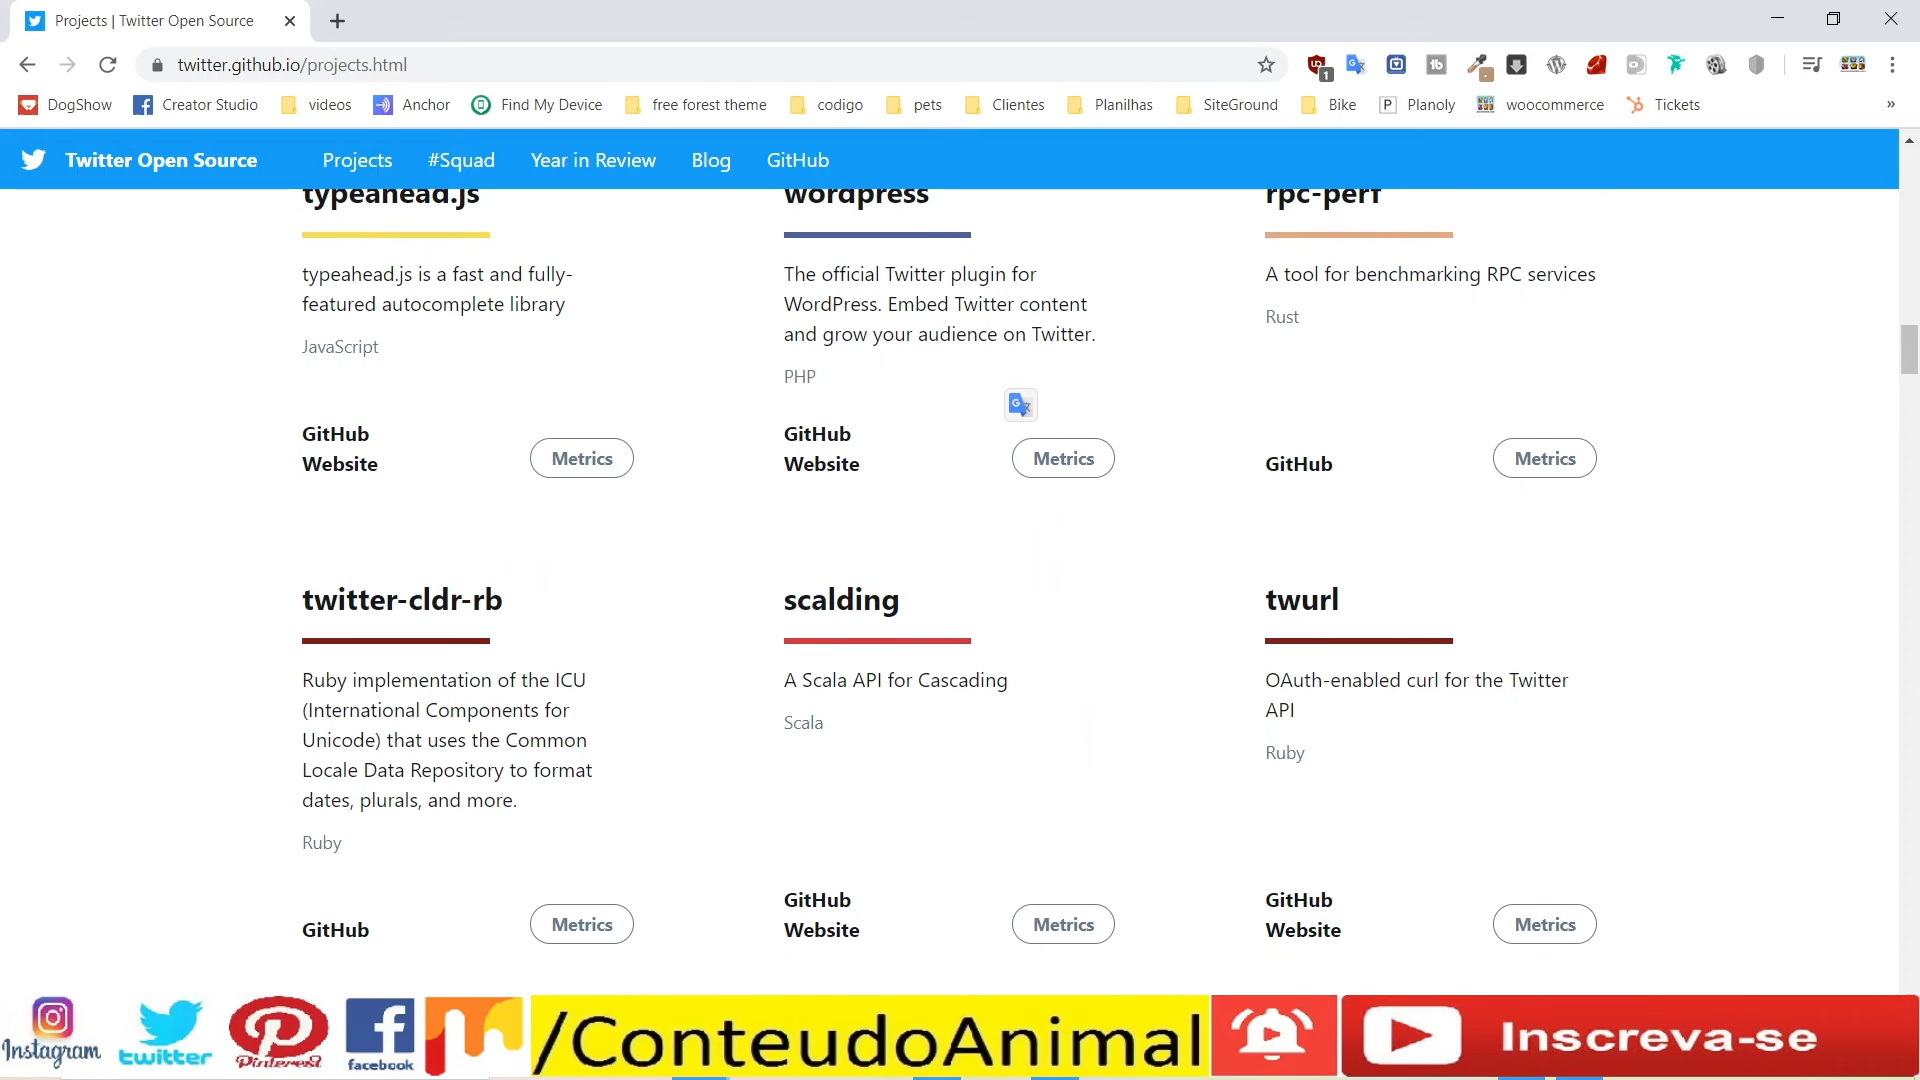 Projects | Twitter Open Source
twitter.github.io/projects.html
1
DogShow
Creator Studio
videos
Anchor
Find My Device
free forest theme
codigo
pets
Clientes
Planilhas
SiteGround
Bike
P
Planoly
woocommerce
Tickets
»
Twitter Open Source
Projects
#Squad
Year in Review
Blog
GitHub
typeahead.js
typeahead.js is a fast and fully-
featured autocomplete library
JavaScript
GitHub
Website
Metrics
wordpress
The official Twitter plugin for
WordPress. Embed Twitter content
and grow your audience on Twitter.
PHP
GitHub
Website
Metrics
rpc-perf
A tool for benchmarking RPC services
Rust
GitHub
Metrics
twitter-cldr-rb
Ruby implementation of the ICU
(International Components for
Unicode) that uses the Common
Locale Data Repository to format
dates, plurals, and more.
Ruby
GitHub
Metrics
scalding
A Scala API for Cascading
Scala
GitHub
Website
Metrics
twurl
OAuth-enabled curl for the Twitter
API
Ruby
GitHub
Website
Metrics
Instagram
twitter
Pinterest
facebook
/ConteudoAnimal
Inscreva-se